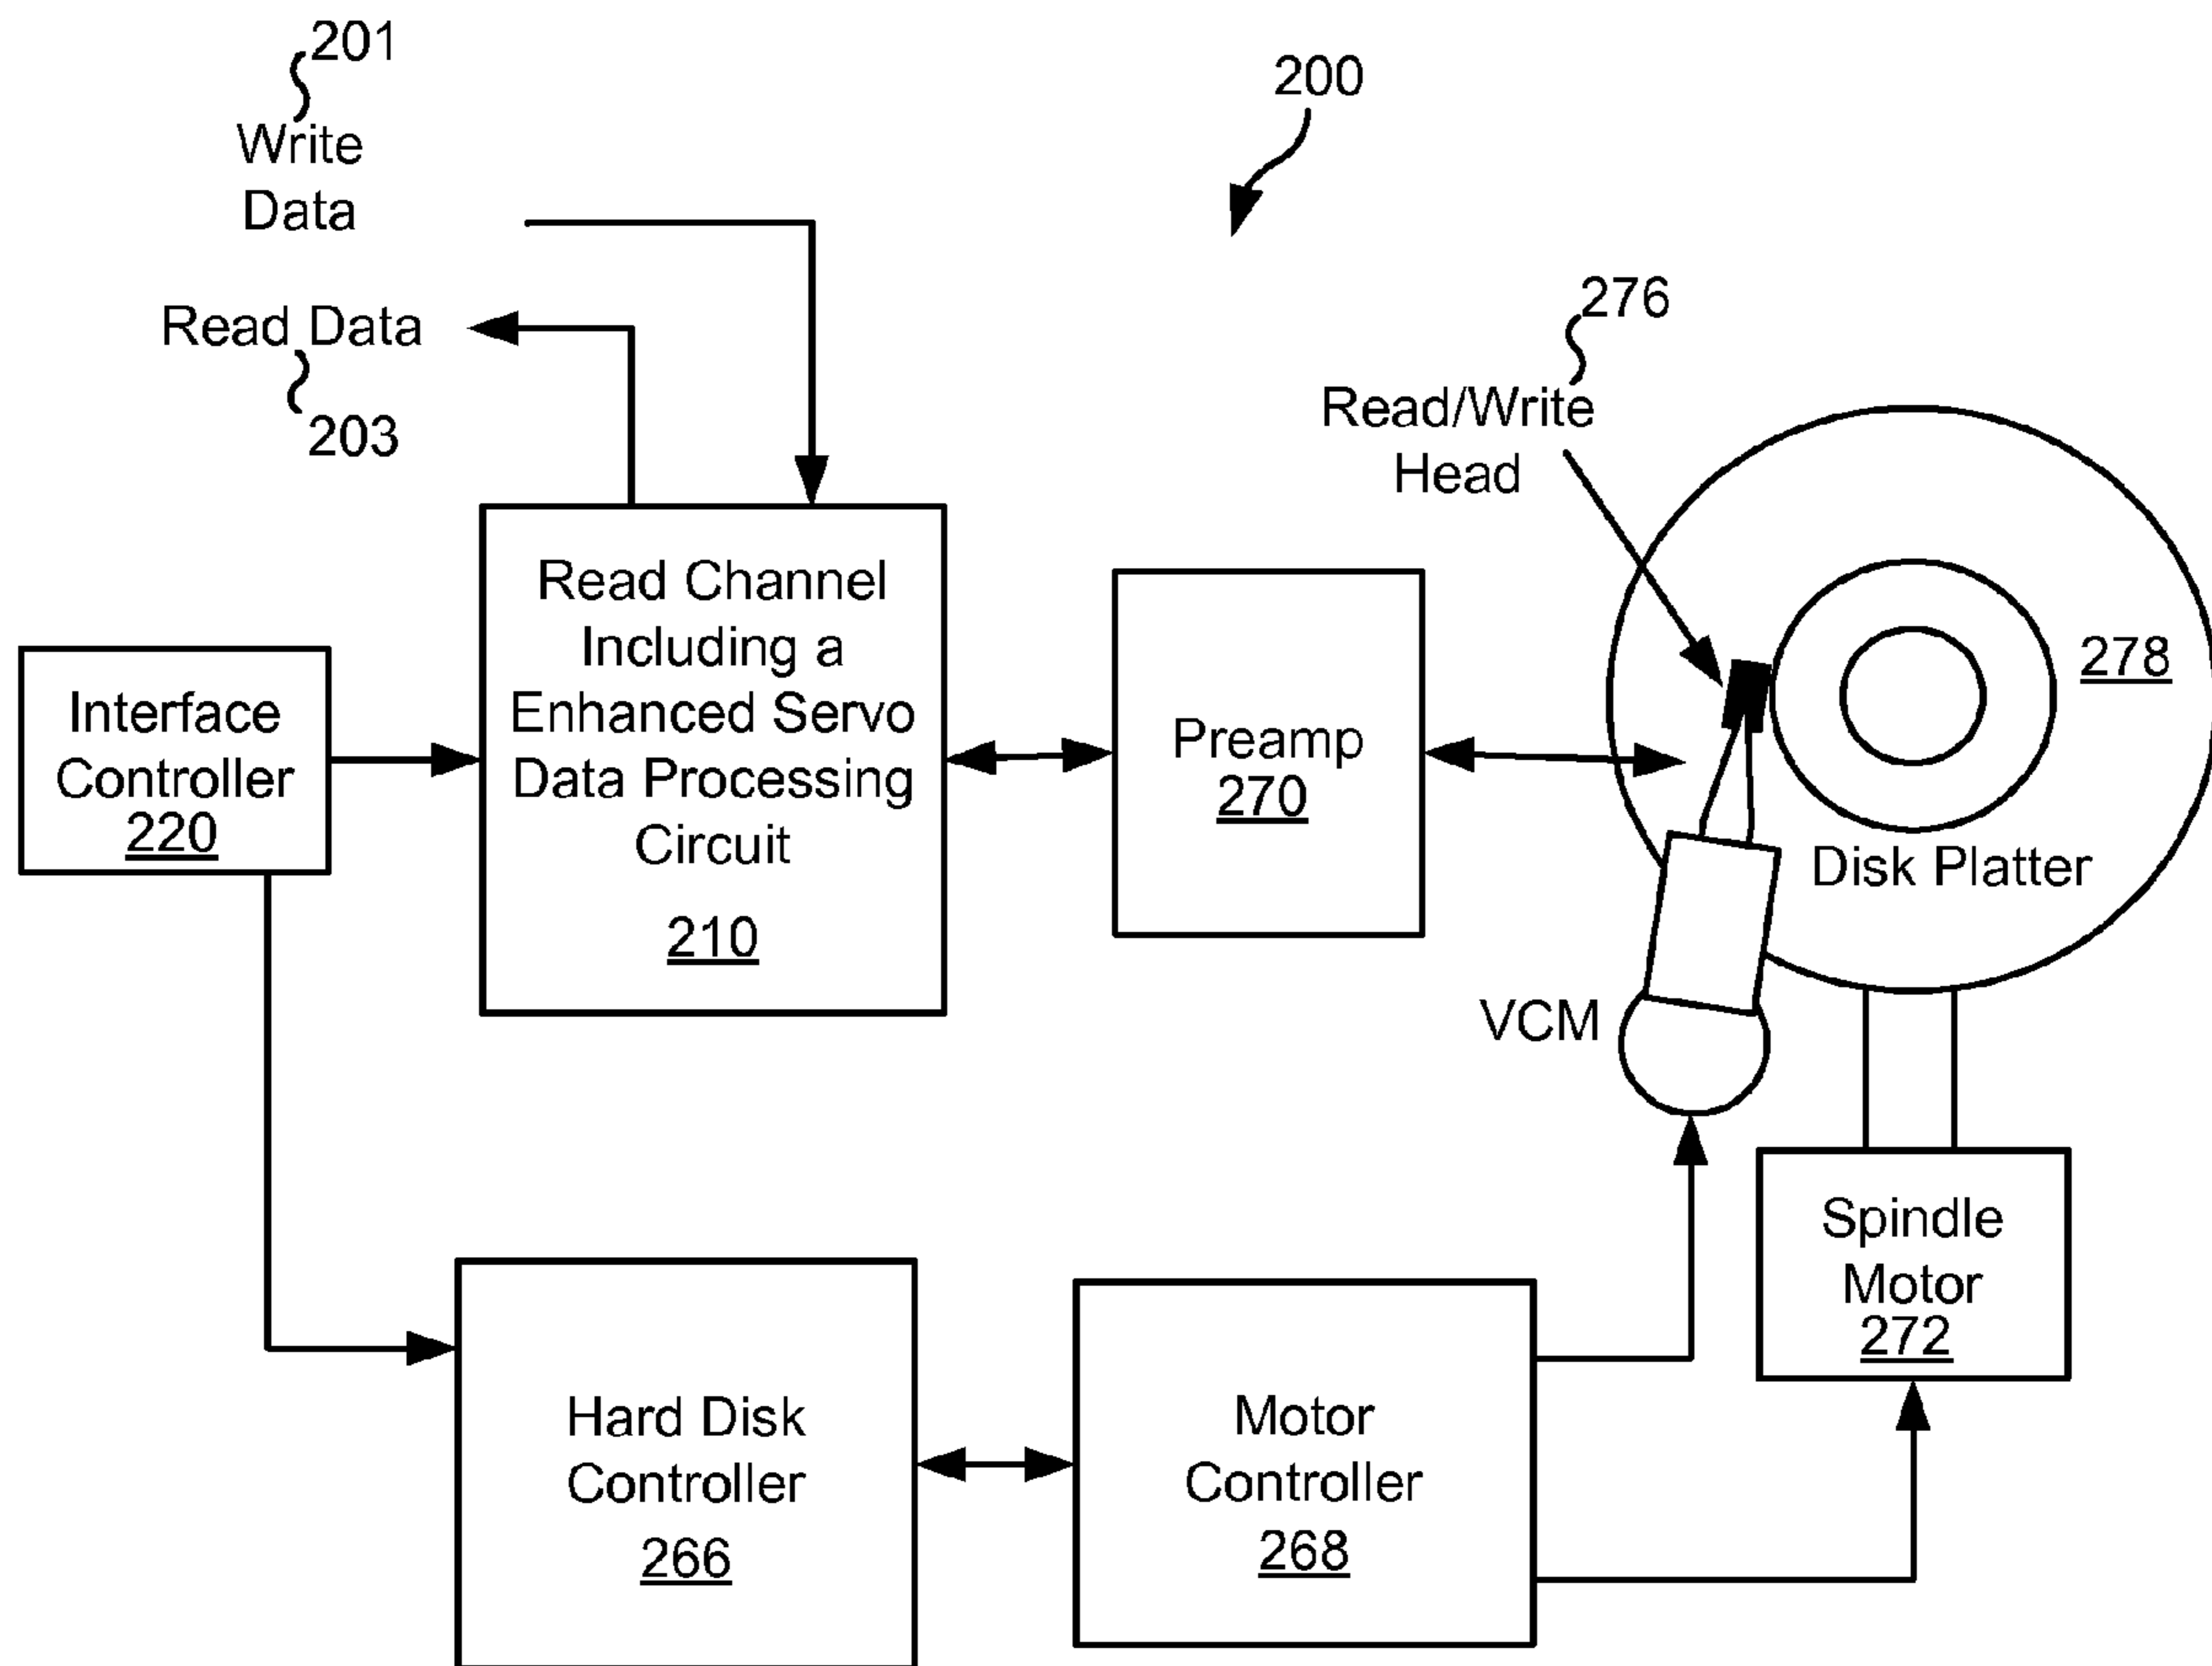 201
Write
Data
Read Data
203
200
276
Read/Write
Head
Read Channel
Including a
Enhanced Servo
Data Processing
Circuit
210
Interface
Controller
220
Preamp
270
278
Disk Platter
VCM
Spindle
Motor
272
Hard Disk
Controller
266
Motor
Controller
268